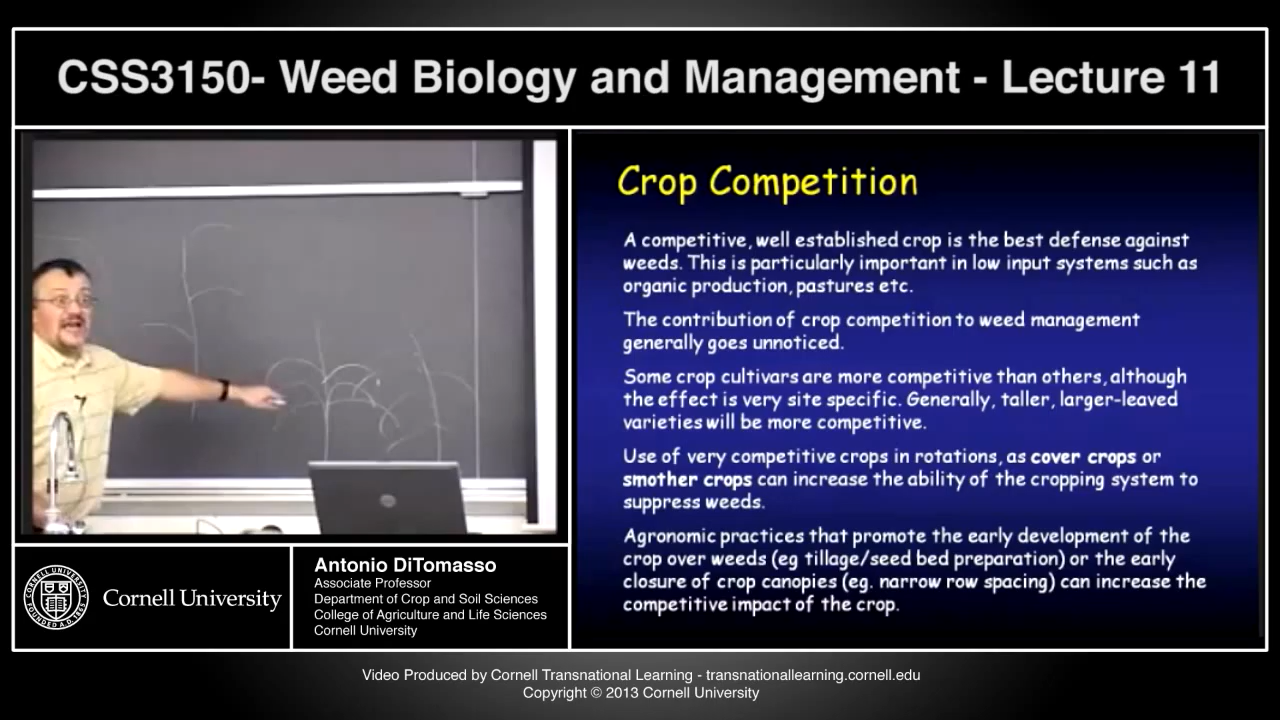 CSS3150- Weed Biology and Management - Lecture 11
Crop Competition
A competitive, well established crop is the best defense against
weeds. This is particularly important in low input systems such as
organic production, pastures etc.
The contribution of crop competition to weed management
generally goes unnoticed.
Some crop cultivars are more competitive than others, although
the effect is very site specific. Generally, taller, larger-leaved
varieties will be more competitive.
Use of very competitive crops in rotations, as cover crops or
smother crops can increase the ability of the cropping system to
suppress weeds.
Agronomic practices that promote the early development of the
crop over weeds (eg tillage/seed bed preparation) or the early
closure of crop canopies (eg. narrow row spacing) can increase the
competitive impact of the crop.
Cornell University
Antonio DiTomasso
Associate Professor
Department of Crop and Soil Sciences
College of Agriculture and Life Sciences
Cornell University
Video Produced by Cornell Transnational Learning - transnationallearning.cornell.edu
Copyright © 2013 Cornell University